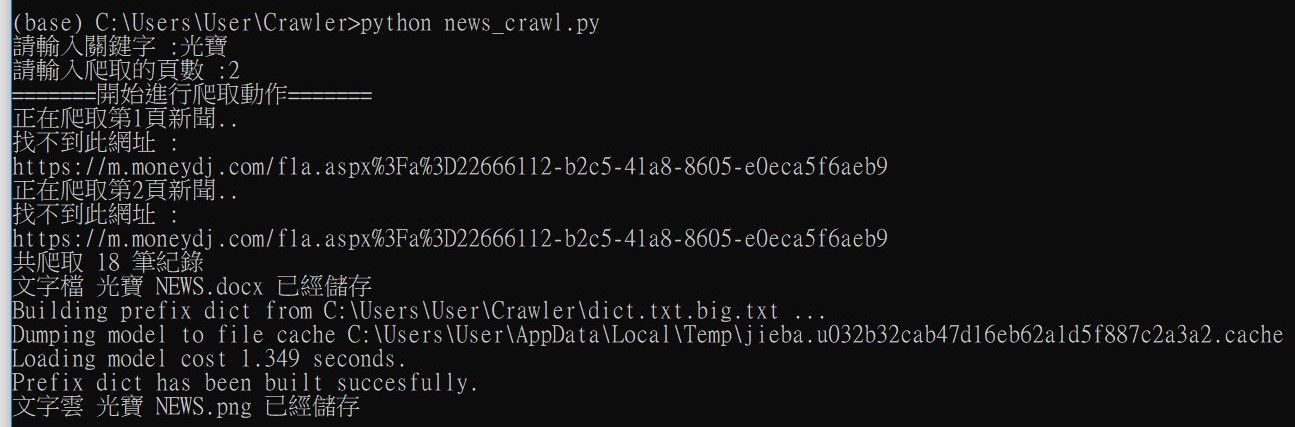 (base) C:\Users\User\Crawler>python news_crawl.py
請輸入關鍵字 :光寶
請輸入爬取的頁數 :2
=======開始進行爬取動作=======
正在爬取第1頁新聞..
找不到此網址 :
https://m.moneydj.com/f1a.aspx%3Fa%3D22666112-b2c5-41a8-8605-e0eca5f6aeb9
正在爬取第2頁新聞..
找不到此網址 :
https://m.moneydj.com/f1a.aspx%3Fa%3D22666112-b2c5-41a8-8605-e0eca5f6aeb9
共爬取 18 筆紀錄
文字檔 光寶 NEWS.docx 已經儲存
Building prefix dict from C:\Users\User\Crawler\dict.txt.big.txt ...
Dumping model to file cache C:\Users\User\AppData\Local\Temp\jieba.u032b32cab47d16eb62a1d5f887c2a3a2.cache
Loading model cost 1.349 seconds.
Prefix dict has been built succesfully.
文字雲 光寶 NEWS.png 已經儲存